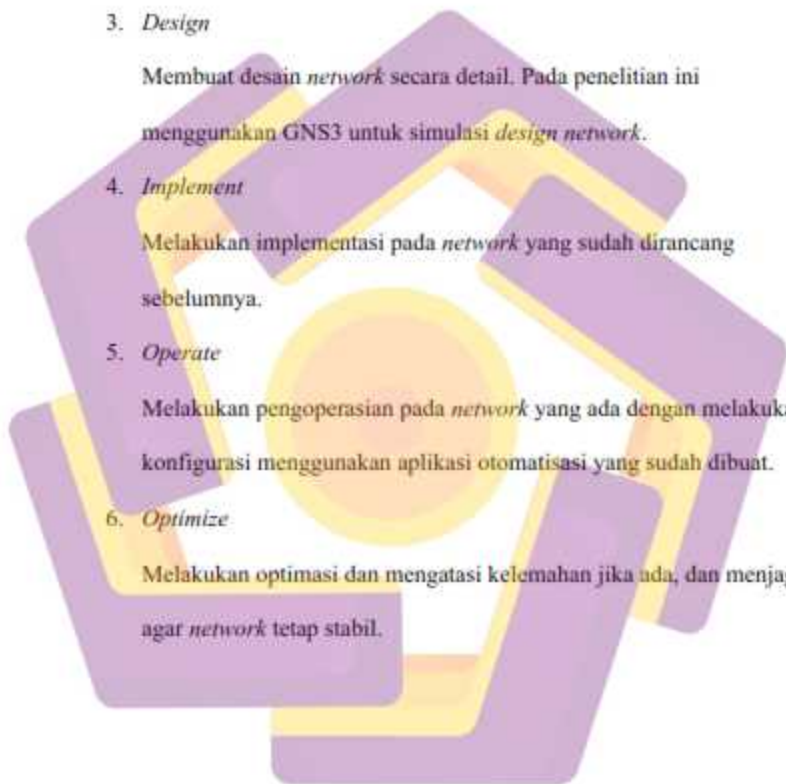 3. Design
Membuat desain network secara detail. Pada penelitian ini
menggunakan GNS3 untuk simulasi design network.
4. Implement
Melakukan implementasi pada network yang sudah dirancang
sebelumnya.
5. Operate
Melakukan pengoperasian pada network yang ada dengan
konfigurasi menggunakan aplikasi otomatisasi yang sudah dibuat.
6. Optimize
Melakukan optimasi dan mengatasi kelemahan jika ada, dan
agar network tetap stabil.